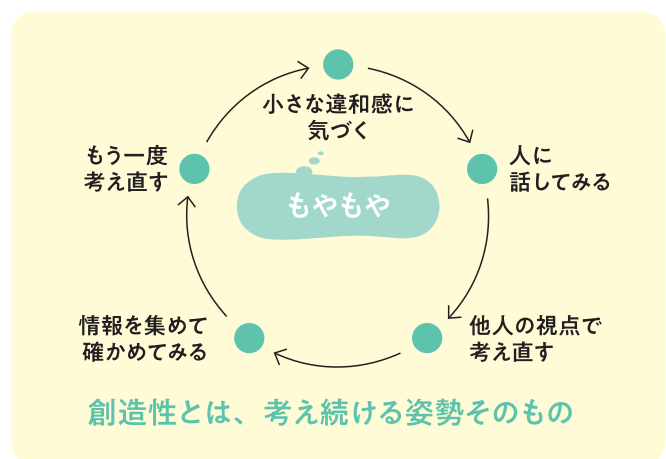 小さな違和感に
気づく
人に
話してみる
他人の視点で
考え直す
情報を集めて
確かめてみる
もう一度
考え直す
もやもや
創造性とは、考え続ける姿勢そのもの